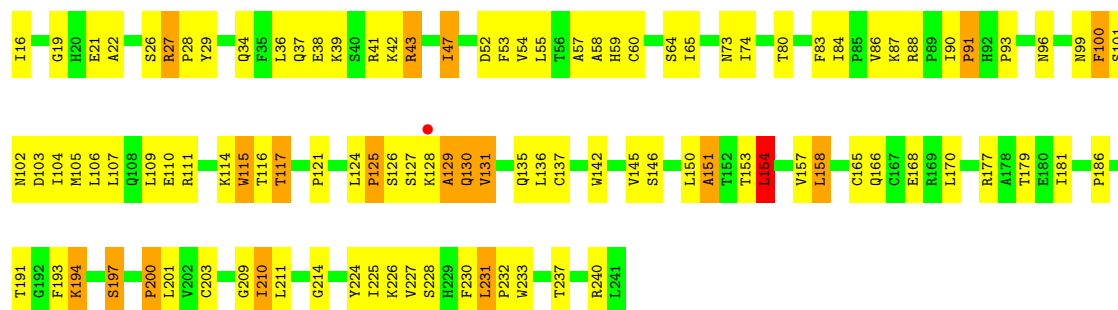 I16 G19 H20 E21 A22 S26 R27 P28 Y29 Q34 F35 L36 Q37 E38 K39 S40 R41 K42 R43 I47 D52 F53 V54 L55 T56 A57 A58 H59 C60 S64 I65 N73 I74 T80 F83 I84 P85 V86 K87 R88 P89 I90 P91 H92 P93 N96 N99 F100 S101
N102 D103 I104 M105 L106 L107 Q108 L109 E110 R111 K114 W115 T116 T117 P121 L124 P125 S126 S127 K128 A129 Q130 V131 Q135 L136 C137 W142 V145 S146 L150 A151 T152 T153 L154 V157 L158 C165 Q166 C167 E168 R169 L170 R177 A178 T179 E180 I181 P186
T191 G192 F193 K194 S197 P200 L201 V202 C203 G209 I210 L211 G214 Y224 I225 K226 V227 S228 H229 F230 L231 P232 W233 T237 R240 L241